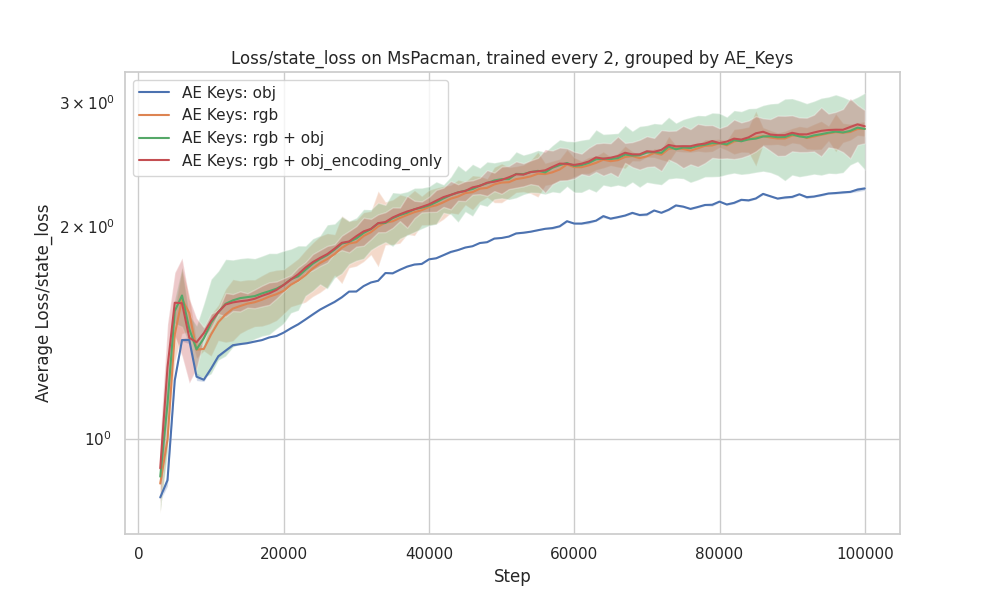 Loss/state_loss on MsPacman, trained every 2, grouped by AE_Keys
AE Keys: obj
AE Keys: rgb
AE Keys: rgb + obj
AE Keys: rgb + obj_encoding_only
3 × 10⁰
2 × 10⁰
10⁰
Average Loss/state_loss
0 20000 40000 60000 80000 100000
Step